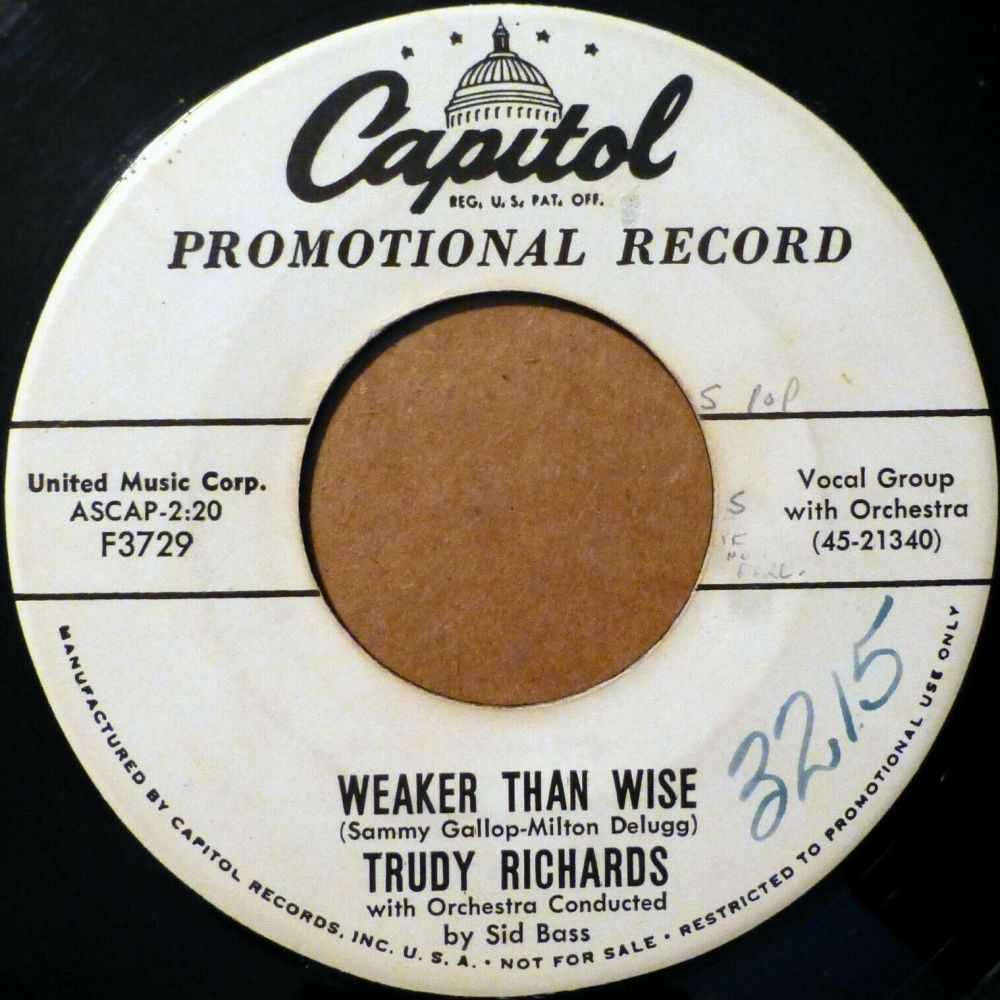 Capitol
REG. U.S. PAT. OFF.
PROMOTIONAL RECORD
S POP
United Music Corp.
ASCAP-2:20
F3729
Vocal Group
with Orchestra
(45-21340)
S
3215
WEAKER THAN WISE
(Sammy Gallop-Milton Delugg)
TRUDY RICHARDS
with Orchestra Conducted
by Sid Bass
MANUFACTURED BY CAPITOL RECORDS, INC. U. S. A. • NOT FOR SALE • RESTRICTED TO PROMOTIONAL USE ONLY